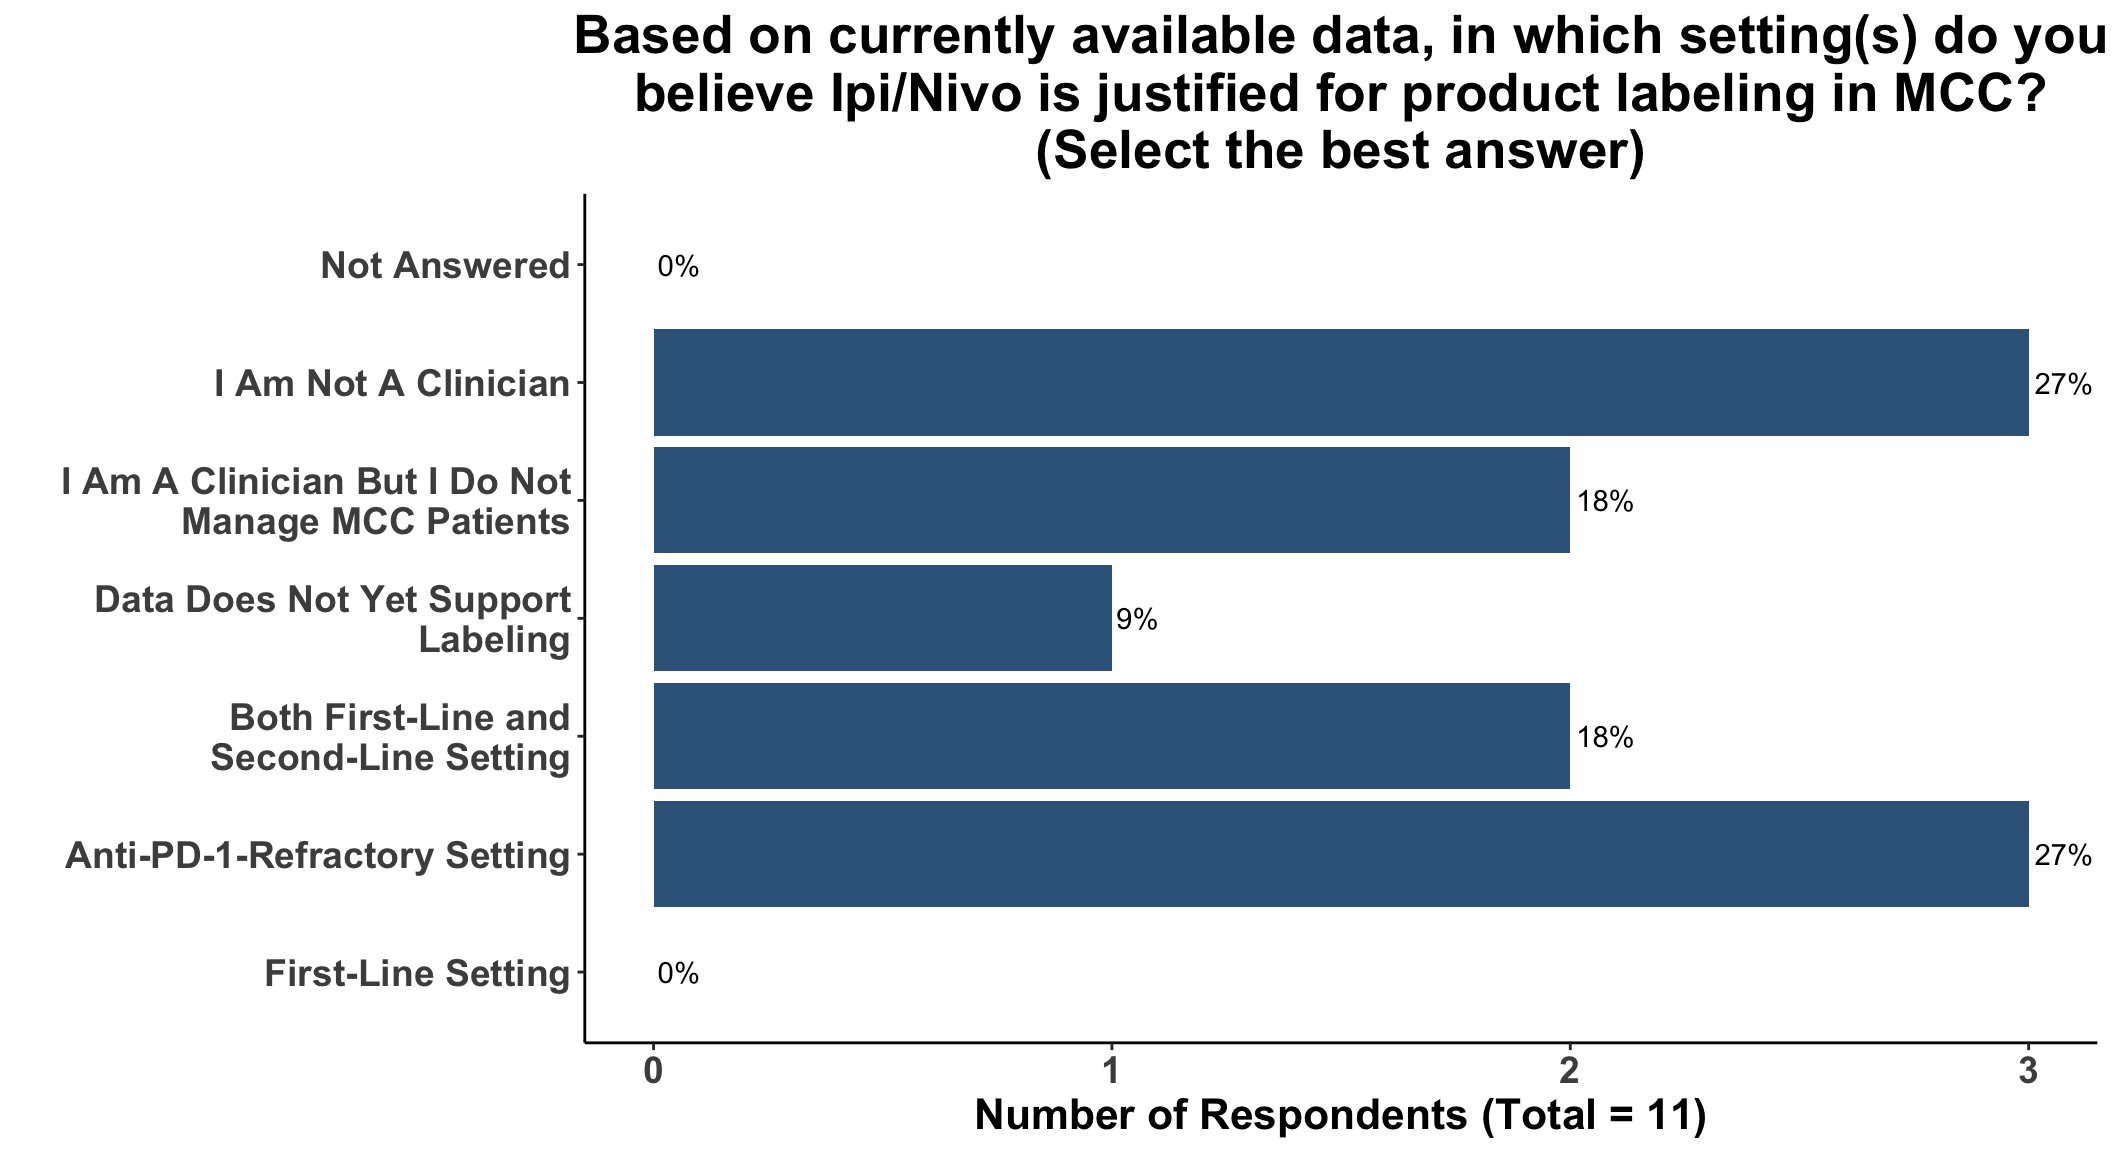 Based on currently available data, in which setting(s) do you
believe Ipi/Nivo is justified for product labeling in MCC?
(Select the best answer)
Not Answered
0%
I Am Not A Clinician
27%
I Am A Clinician But I Do Not
Manage MCC Patients
18%
Data Does Not Yet Support
Labeling
9%
Both First-Line and
Second-Line Setting
18%
Anti-PD-1-Refractory Setting
27%
First-Line Setting
0%
0 1 2 3
Number of Respondents (Total = 11)